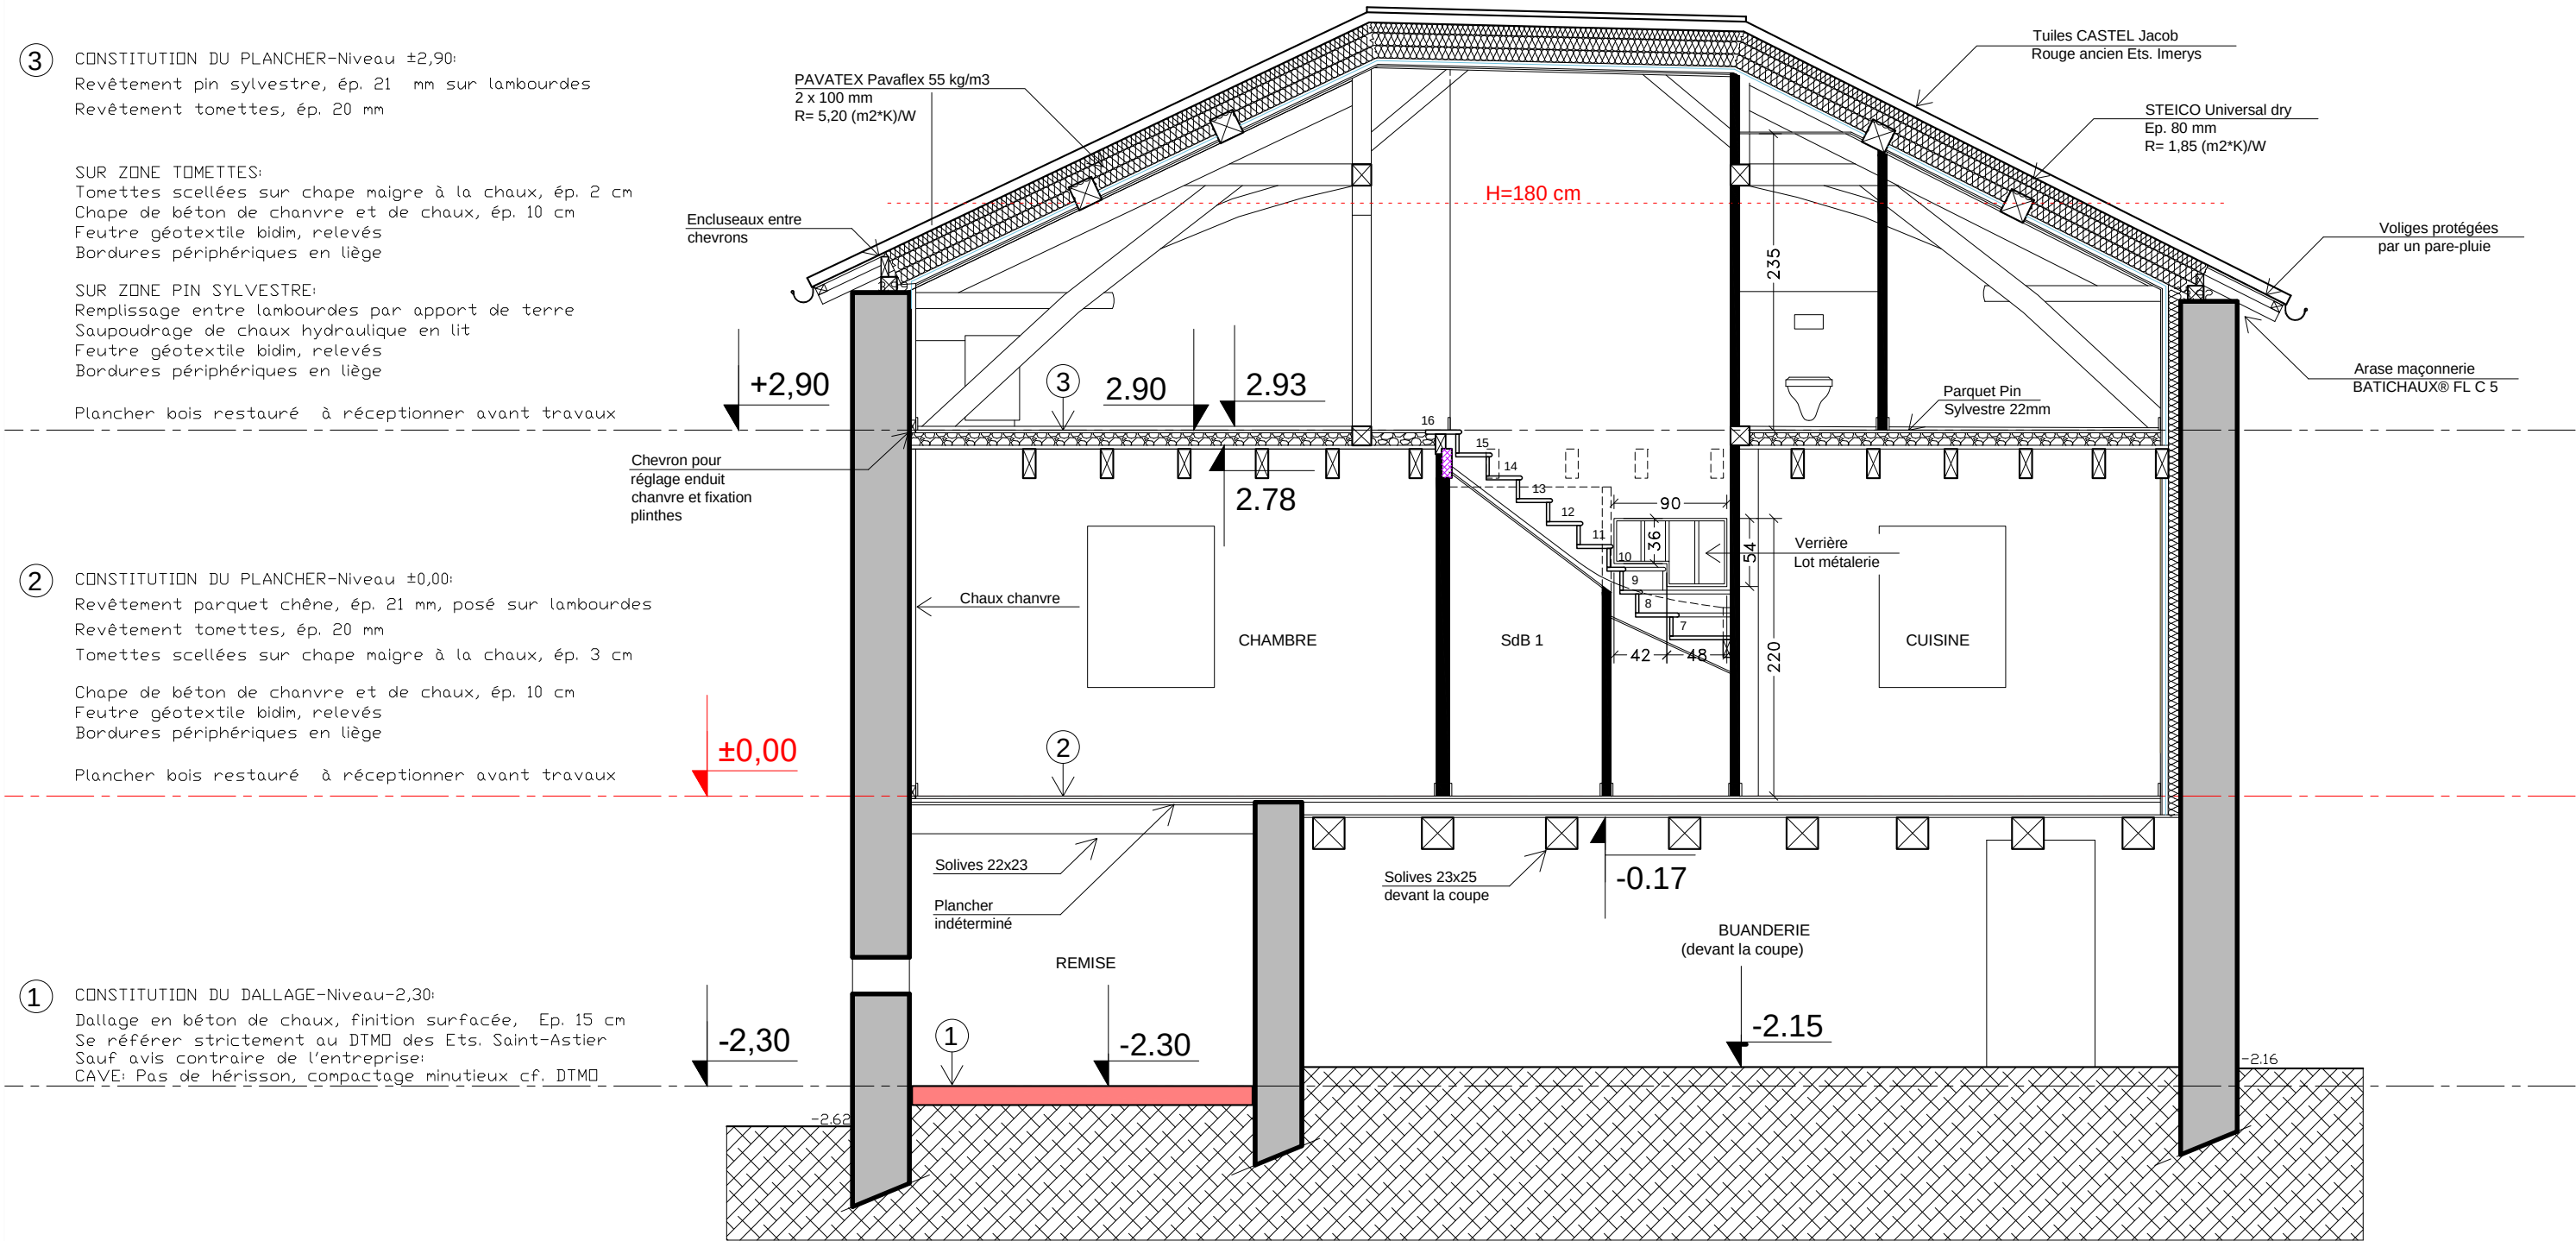 3
CONSTITUTION DU PLANCHER-Niveau ±2,90:
Revêtement pin sylvestre, ép. 21 mm sur lambourdes
Revêtement tomettes, ép. 20 mm
SUR ZONE TOMETTES:
Tomettes scellées sur chape maigre à la chaux, ép. 2 cm
Chape de béton de chanvre et de chaux, ép. 10 cm
Feutre géotextile bidim, relevés
Bordures périphériques en liège
SUR ZONE PIN SYLVESTRE:
Remplissage entre lambourdes par apport de terre
Saupoudrage de chaux hydraulique en lit
Feutre géotextile bidim, relevés
Bordures périphériques en liège
Plancher bois restauré à réceptionner avant travaux
2
CONSTITUTION DU PLANCHER-Niveau ±0,00:
Revêtement parquet chêne, ép. 21 mm, posé sur lambourdes
Revêtement tomettes, ép. 20 mm
Tomettes scellées sur chape maigre à la chaux, ép. 3 cm
Chape de béton de chanvre et de chaux, ép. 10 cm
Feutre géotextile bidim, relevés
Bordures périphériques en liège
Plancher bois restauré à réceptionner avant travaux
1
CONSTITUTION DU DALLAGE-Niveau-2,30:
Dallage en béton de chaux, finition surfacée, Ep. 15 cm
Se référer strictement au DTMO des Ets. Saint-Astier
Sauf avis contraire de l'entreprise:
CAVE: Pas de hérisson, compactage minutieux cf. DTMO
PAVATEX Pavaflex 55 kg/m3
2 x 100 mm
R= 5,20 (m2*K)/W
Encluseaux entre
chevrons
Tuiles CASTEL Jacob
Rouge ancien Ets. Imerys
STEICO Universal dry
Ep. 80 mm
R= 1,85 (m2*K)/W
Voliges protégées
par un pare-pluie
Arase maçonnerie
BATICHAUX® FL C 5
H=180 cm
235
+2,90
3
2.90
2.93
Parquet Pin
Sylvestre 22mm
Chevron pour
réglage enduit
chanvre et fixation
plinthes
2.78
16
15
14
13
12
11
10
9
8
7
90
36
54
42
48
220
Verrière
Lot métalerie
Chaux chanvre
CHAMBRE
SdB 1
CUISINE
±0,00
2
Solives 22x23
Plancher
indéterminé
Solives 23x25
devant la coupe
-0.17
REMISE
BUANDERIE
(devant la coupe)
-2,30
1
-2.30
-2.15
-2.16
-2.62